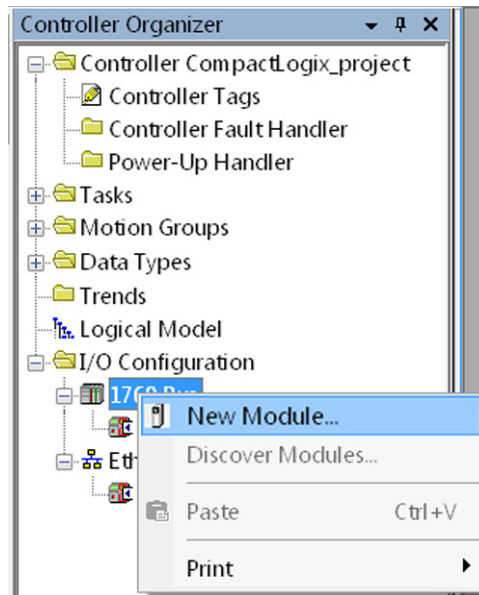 Controller Organizer
Controller CompactLogix_project
Controller Tags
Controller Fault Handler
Power-Up Handler
Tasks
Motion Groups
Data Types
Trends
Logical Model
I/O Configuration
New Module...
Discover Modules...
Paste Ctrl+V
Print